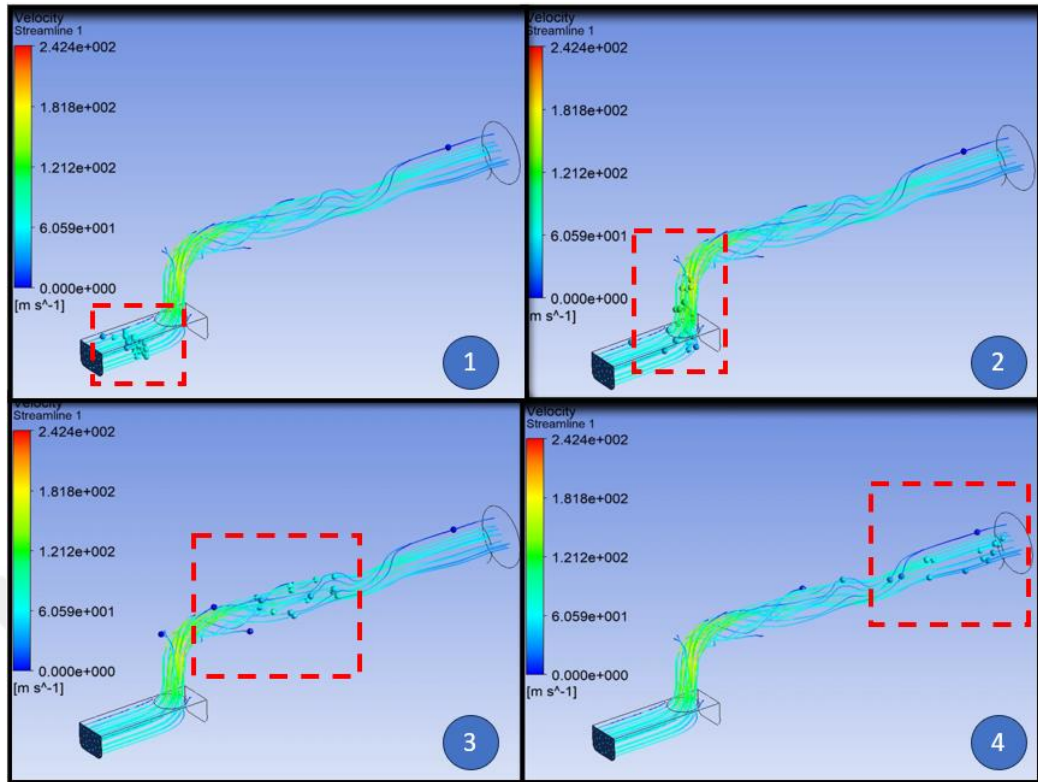 Velocity
Streamline 1
2.424e+002
1.818e+002
1.212e+002
6.059e+001
0.000e+000
[m s^-1]
1
Velocity
Streamline 1
2.424e+002
1.818e+002
1.212e+002
6.059e+001
0.000e+000
[m s^-1]
2
Velocity
Streamline 1
2.424e+002
1.818e+002
1.212e+002
6.059e+001
0.000e+000
[m s^-1]
3
Velocity
Streamline 1
2.424e+002
1.818e+002
1.212e+002
6.059e+001
0.000e+000
[m s^-1]
4